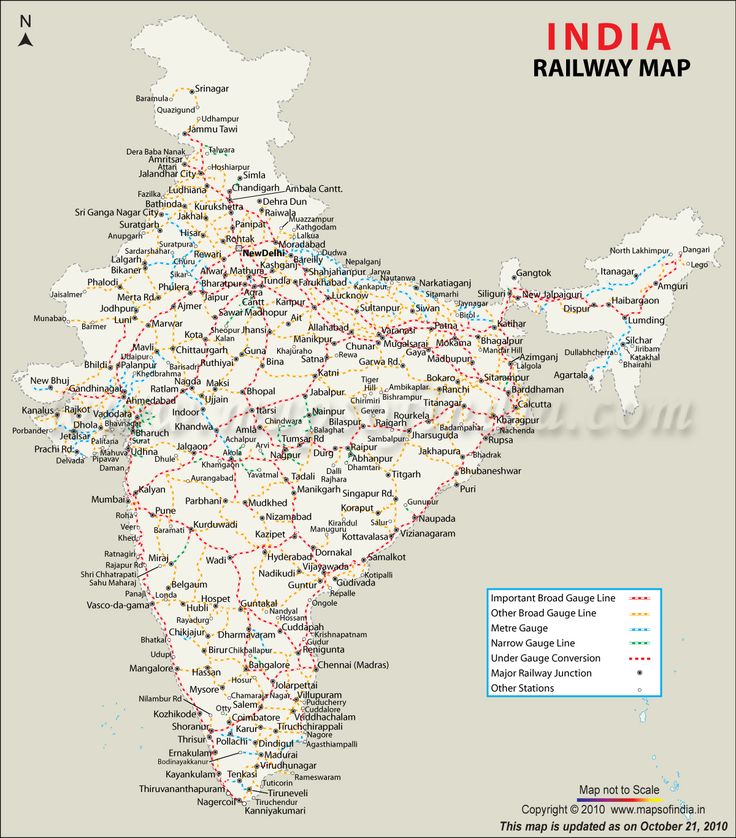 N
INDIA
RAILWAY MAP
Srinagar
Baramula
Quazigund
Udhampur
Jammu Tawi
Talwara
Dera Baba Nanak
Amritsar
Attari
Hoshiarpur
Jalandhar City
Simla
Ludhiana
Chandigarh
Ambala Cantt.
Fazilka
Bathinda
Kurukshetra
Dehra Dun
Raiwala
Sri Ganga Nagar City
Jakhal
Panipat
Muazzampur
Suratgarh
Kathgodam
Anupgarh
Hisar
Rohtak
Lalkua
Moradabad
Suratpura
Sardarshahar
Rewari
NewDelhi
Dudwa
Bareilly
Nepalganj
Lalgarh
Churu
Bikaner
Sikar
Alwar
Mathura
Kashganj
Shahjahanpur
Jarwa
Nautanwa
Phalodi
Phulera
Bharatpur
Tundla
Farukhabad
Kankapur
Narkatiaganj
Jaisalmer
Merta Rd.
Jaipur
Agra
Cantt
Kanpur
Lucknow
Sitamarhi
Jodhpur
Ajmer
Sawai Madhopur
Sultanpur
Siwan
Jaynagar
Birol
Munabao
Luni
Barmer
Marwar
Sheopur
Kalan
Jhansi
Ait
Allahabad
Varanasi
Patna
Katihar
Kota
Manikpur
Mugalsarai
Mokama
Bhagalpur
Mavli
Chittaurgarh
Guna
Khajuraho
Chunar
Gaya
Mandar Hill
Azimganj
Udaipur
Bina
Satna
Rewa
Madbupur
Lalgola
Bhildi
Palanpur
Khedbrahma
Barisadri
Ruthiyai
Garwa Rd.
Katni
Sitarampur
New Bhuj
Gandhinagar
Nagda
Maksi
Tiger
Hill
Chirimiri
Ambikaplar
Bokaro
Ranchi
Barddhaman
Ratlam
Ujjain
Bhopal
Jabalpur
Bishrampur
Ahmedabad
Titanagar
Calcutta
Kanalus
Rajkot
Vadodara
Indoor
Itarsi
Nainpur
Gevera
Rourkela
Kharagpur
Porbander
Dhola
Bhavnagar
Bharuch
Khandwa
Chindwara
Balaghat
Bilaspur
Raigarh
Badampahar
Nachenda
Jetalsar
Surat
Amla
Achalpur
Tumsar Rd
Sambalpur
Jharsuguda
Rupsa
Prachi Rd.
Pipavav
Mahuva
Udhna
Jalgaon
Akola
Arvi
Nagpur
Durg
Raipur
Abhanpur
Jakhapura
Bhadrak
Delvada
Daman
Dhule
Khamgaon
Yavatmal
Dalli
Rajhara
Dhamtari
Titgarh
Bhubaneshwar
Aurangabad
Tadali
Manikgarh
Puri
Kalyan
Singapur Rd.
Gunupur
Mumbai
Parbhani
Mudkhed
Koraput
Roha
Pune
Nizamabad
Kirandul
Salur
Naupada
Veer
Baramati
Kurduwadi
Manuguru
Kottavalasa
Vizianagaram
Khed
Kazipet
Dornakal
Ratnagiri
Rajapur Rd.
Miraj
Wadi
Hyderabad
Samalkot
Shri Chhatrapati
Sahu Maharaj
Vijayawada
Kotipalli
Nadikudi
Gudivada
Panaji
Belgaum
Guntur
Repalle
Londa
Vasco-da-gama
Hospet
Guntakal
Ongole
Hubli
Nandyal
Rayadurg
Hossam
Chikjajur
Dharmavaram
Cuddapah
Bhatkal
Krishnapatnam
Gudur
Udupi
Birur
Chikballapur
Renigunta
Mangalore
Hassan
Bangalore
Chennai (Madras)
Hosur
Jolarpettai
Mysore
Chamaraja Nagar
Villupuram
Nilambur Rd
Otty
Salem
Puducherry
Cuddalore
Kozhikode
Coimbatore
Vuddhachalam
Shoranur
Karur
Tiruchchirappalli
Thrisur
Pollachi
Nagore
Dindigul
Agasthiampalli
Ernakulam
Bodinayakkanur
Madurai
Kayankulam
Virudhunagar
Tenkasi
Rameswaram
Thiruvananthapuram
Tuticorin
Tiruneveli
Nagercoil
Tiruchendur
Kanniyakumari
North Lakhimpur
Dangari
Lego
Gangtok
Itanagar
Siliguri
New Jalpaiguri
Amguri
Haibargaon
Dispur
Lumding
Silchar
Dullabhcherra
Jiribam
Katakhal
Bhairahi
Agartala
Important Broad Gauge Line
Other Broad Gauge Line
Metre Gauge
Narrow Gauge Line
Under Gauge Conversion
Major Railway Junction
Other Stations
Map not to Scale
Copyright © 2010 www.mapsofindia.in
This map is updated as on October 21, 2010